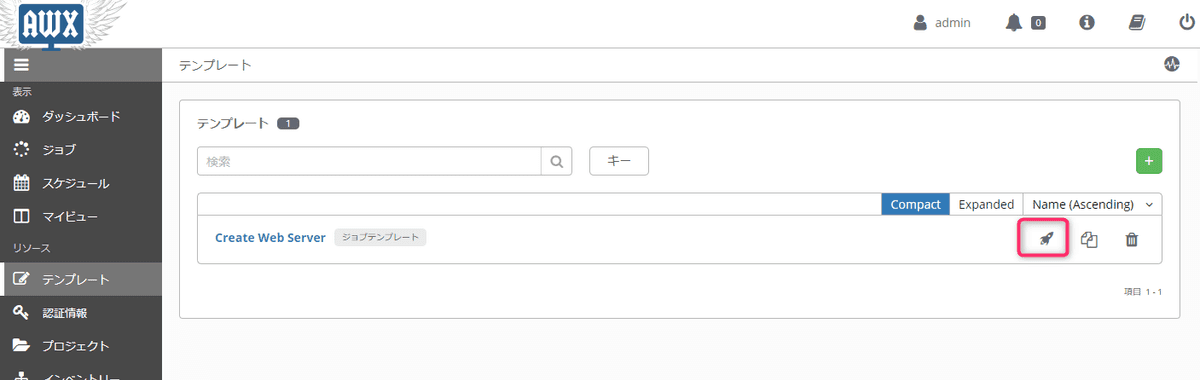 AWX
admin
0
テンプレート
表示
ダッシュボード
ジョブ
スケジュール
マイビュー
リソース
テンプレート
認証情報
プロジェクト
インベントリー
テンプレート 1
検索
キー
+
Compact Expanded Name (Ascending)
Create Web Server ジョブテンプレート
項目 1 - 1